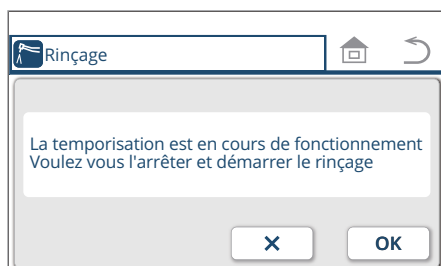 Rinçage
La temporisation est en cours de fonctionnement
Voulez vous l'arrêter et démarrer le rinçage
OK